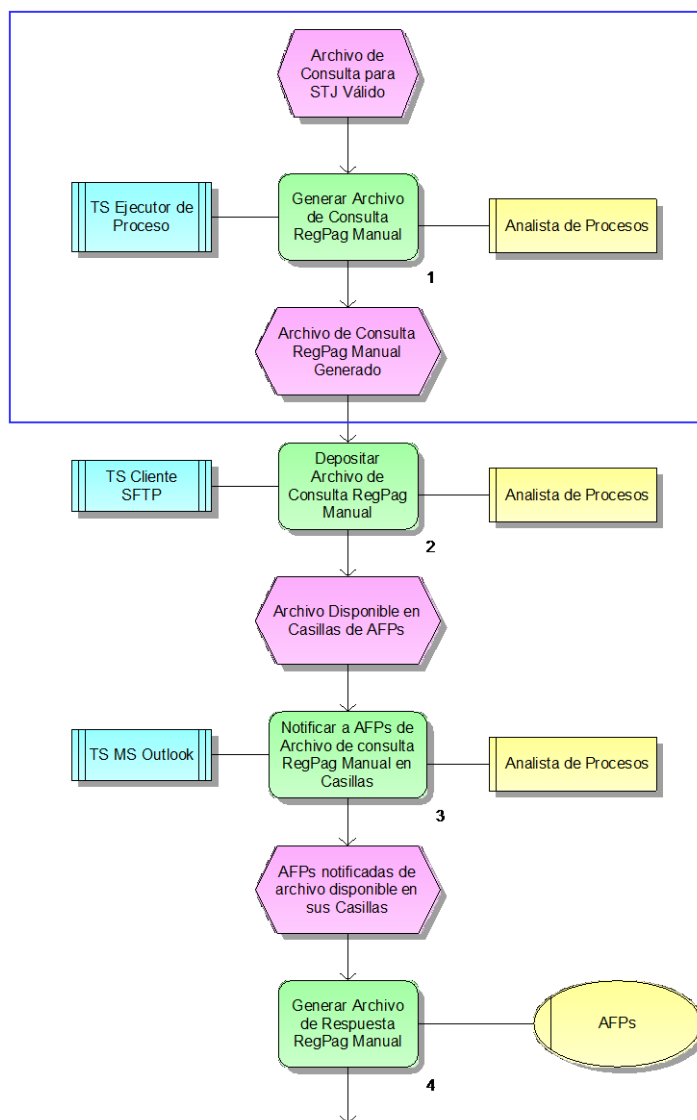 Archivo de
Consulta para
STJ Válido
TS Ejecutor de
Proceso
Generar Archivo
de Consulta
RegPag Manual
Analista de Procesos
1
Archivo de Consulta
RegPag Manual
Generado
TS Cliente
SFTP
Depositar
Archivo de
Consulta RegPag
Manual
Analista de Procesos
2
Archivo Disponible en
Casillas de AFPs
TS MS Outlook
Notificar a AFPs de
Archivo de consulta
RegPag Manual en
Casillas
Analista de Procesos
3
AFPs notificadas de
archivo disponible en
sus Casillas
Generar Archivo
de Respuesta
RegPag Manual
AFPs
4